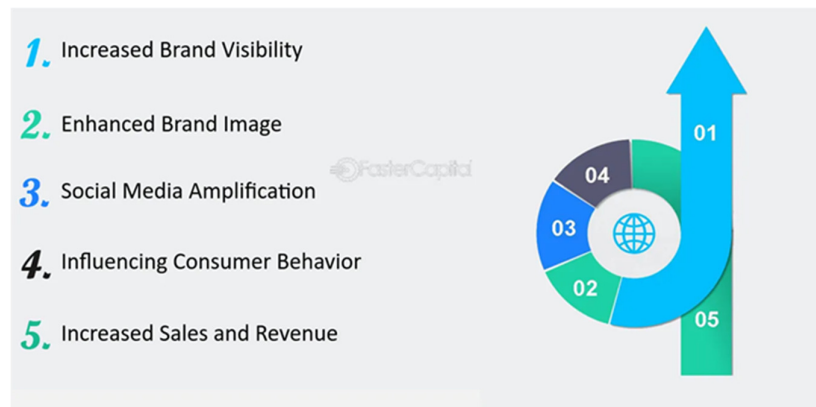 1. Increased Brand Visibility
2. Enhanced Brand Image
3. Social Media Amplification
4. Influencing Consumer Behavior
5. Increased Sales and Revenue
FasterCapital
01
04
03
02
05